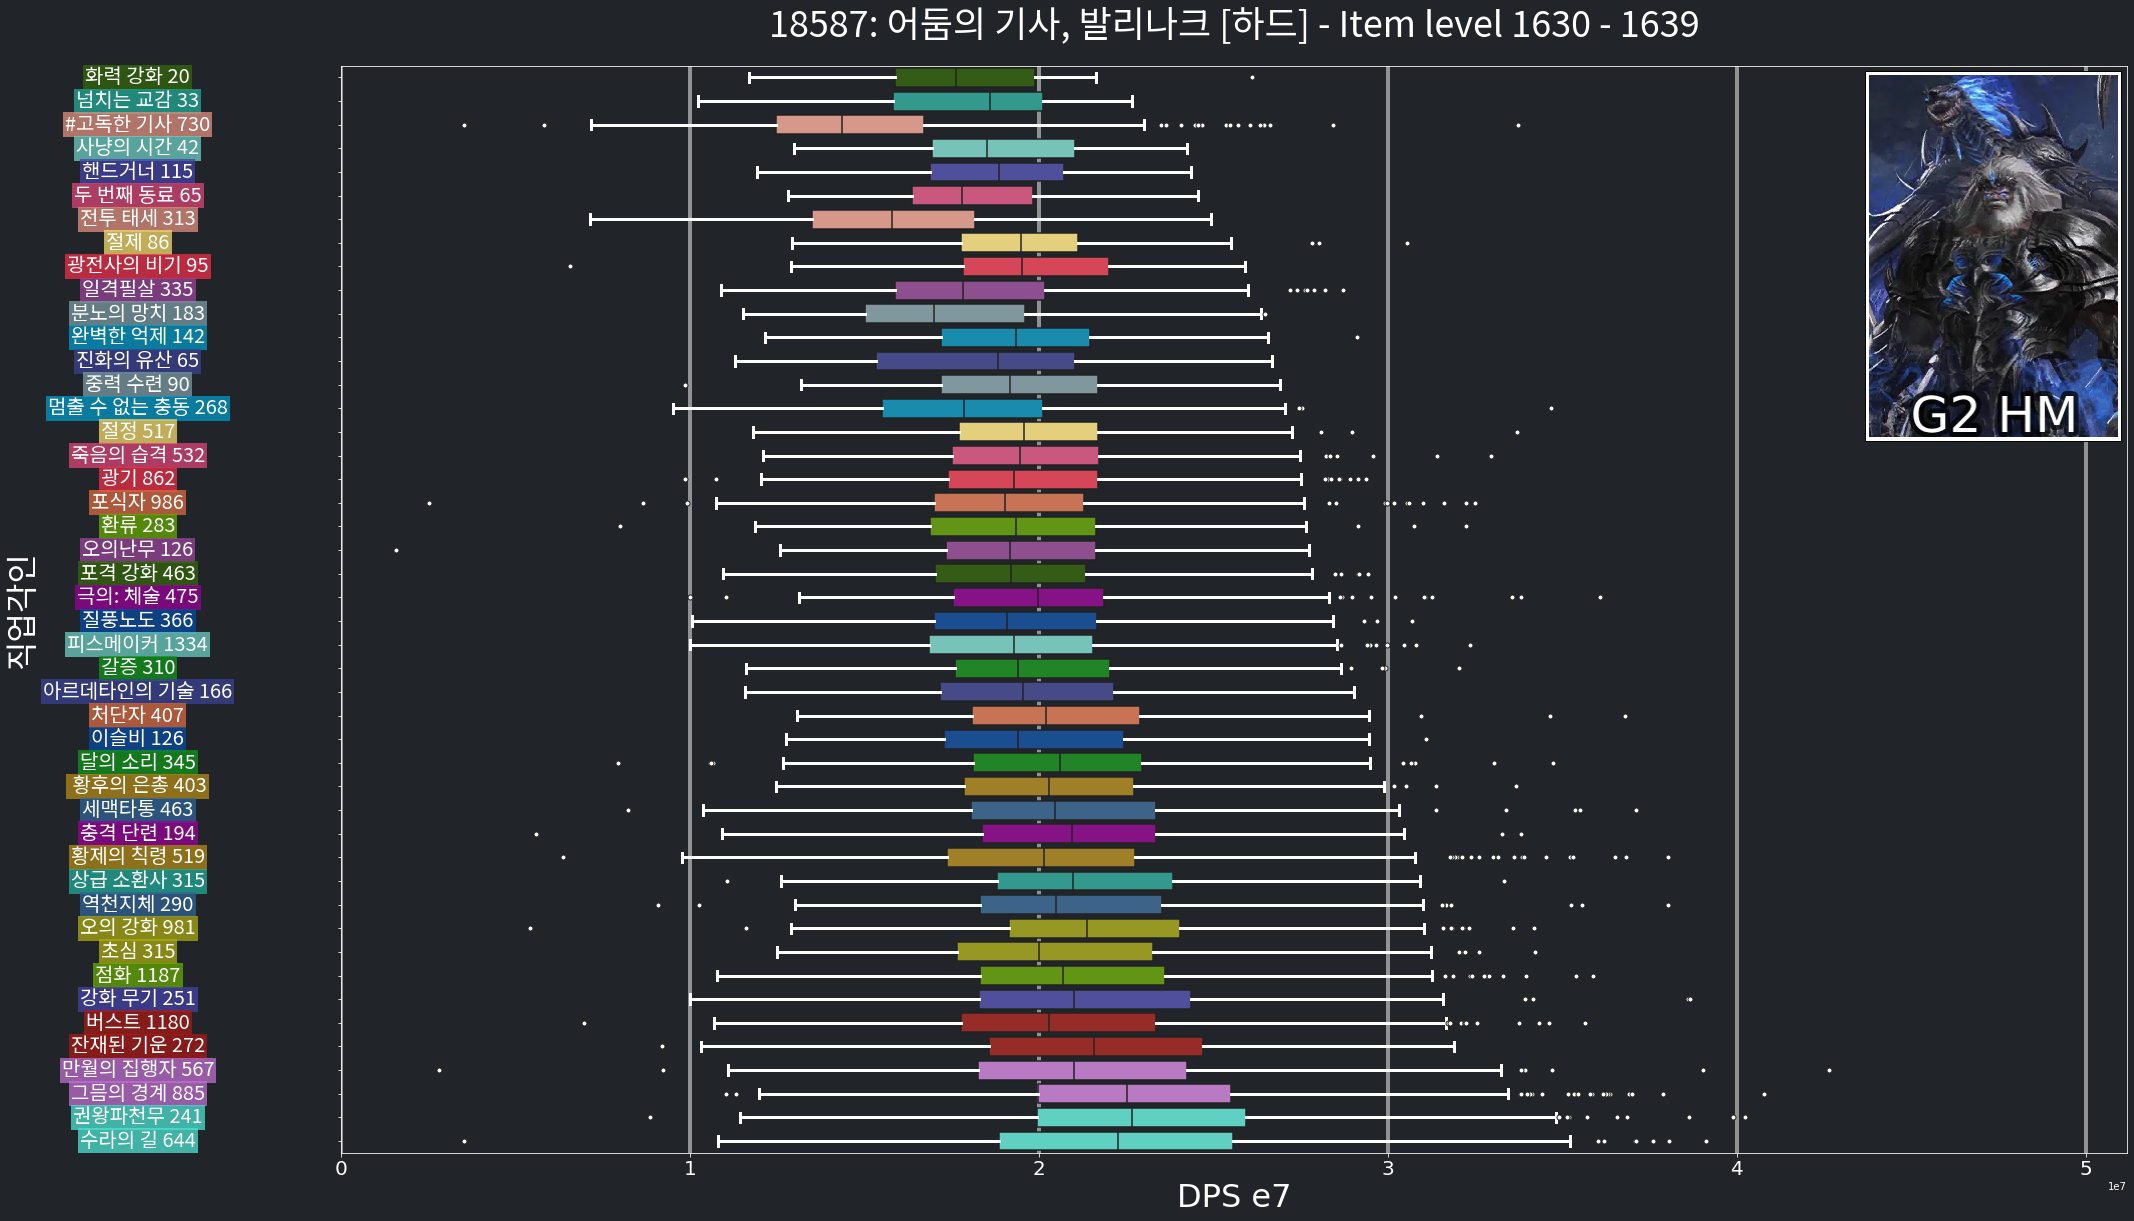 18587: 어둠의 기사, 발리나크 [하드] - Item level 1630 - 1639
직업각인
화력 강화 20
넘치는 교감 33
#고독한 기사 730
사냥의 시간 42
핸드거너 115
두 번째 동료 65
전투 태세 313
절제 86
광전사의 비기 95
일격필살 335
분노의 망치 183
완벽한 억제 142
진화의 유산 65
중력 수련 90
멈출 수 없는 충동 268
절정 517
죽음의 습격 532
광기 862
포식자 986
환류 283
오의난무 126
포격 강화 463
극의: 체술 475
질풍노도 366
피스메이커 1334
갈증 310
아르데타인의 기술 166
처단자 407
이슬비 126
달의 소리 345
황후의 은총 403
세맥타통 463
충격 단련 194
황제의 칙령 519
상급 소환사 315
역천지체 290
오의 강화 981
초심 315
점화 1187
강화 무기 251
버스트 1180
잔재된 기운 272
만월의 집행자 567
그믐의 경계 885
권왕파천무 241
수라의 길 644
G2 HM
0 1 2 3 4 5
1e7
DPS e7